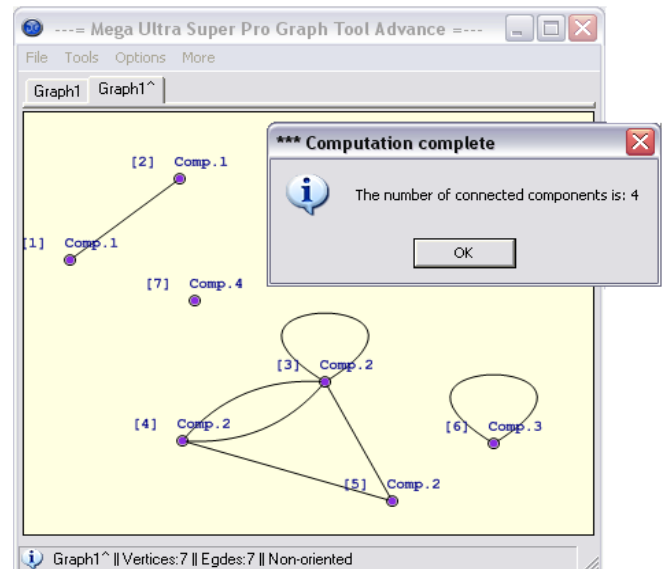 ---= Mega Ultra Super Pro Graph Tool Advance =---
File Tools Options More
Graph1 Graph1^
*** Computation complete
The number of connected components is: 4
OK
[2] Comp.1
[1] Comp.1
[7] Comp.4
[3] Comp.2
[4] Comp.2
[6] Comp.3
[5] Comp.2
Graph1^ || Vertices:7 || Egdes:7 || Non-oriented